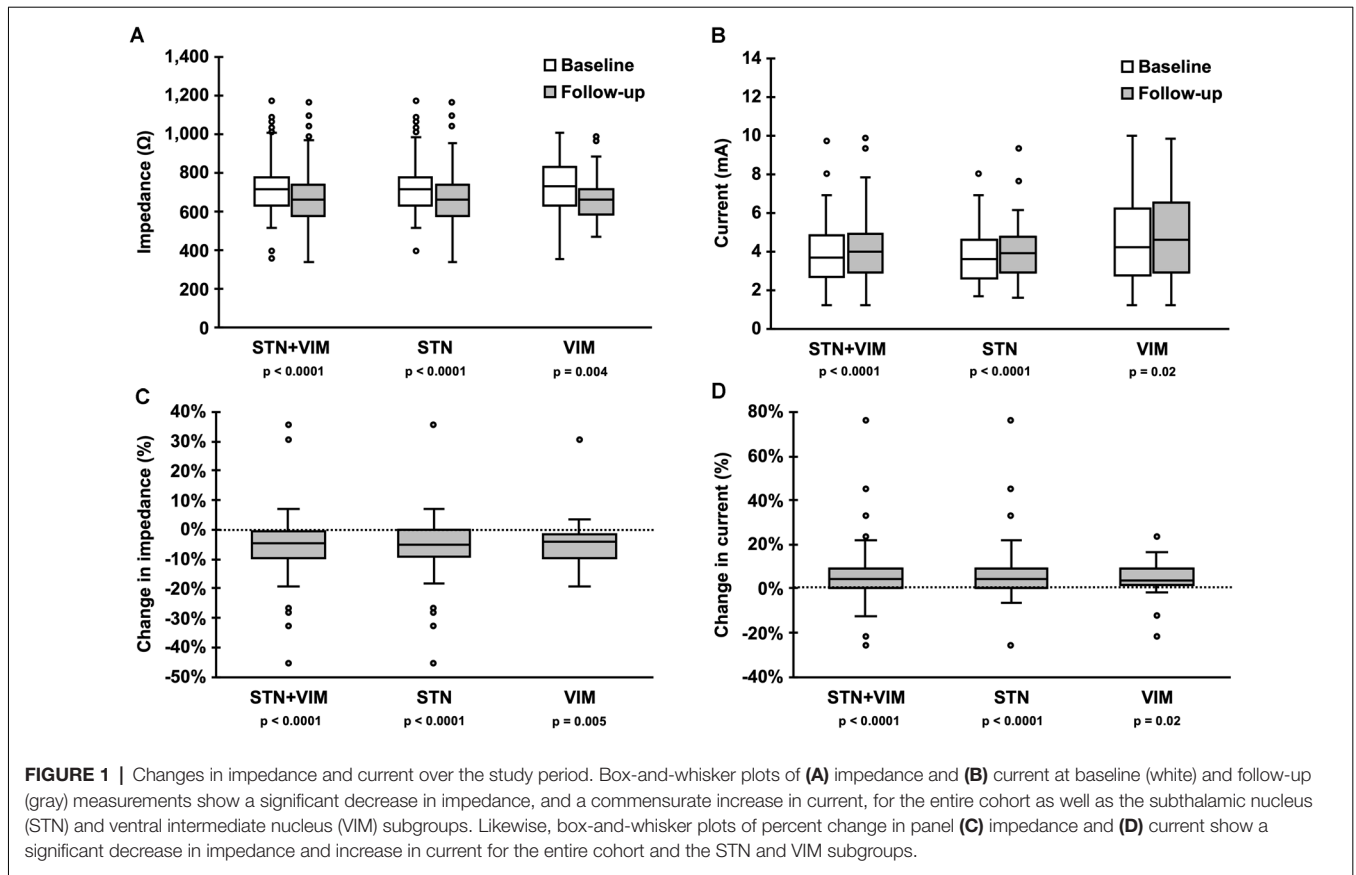 A
1,400
1,200
1,000
800
600
400
200
0
Impedance (Ω)
Baseline
Follow-up
STN+VIM
STN
VIM
p < 0.0001
p < 0.0001
p = 0.004
B
14
12
10
8
6
4
2
0
Current (mA)
Baseline
Follow-up
STN+VIM
STN
VIM
p < 0.0001
p < 0.0001
p = 0.02
C
40%
30%
20%
10%
0%
-10%
-20%
-30%
-40%
-50%
Change in impedance (%)
STN+VIM
STN
VIM
p < 0.0001
p < 0.0001
p = 0.005
D
80%
60%
40%
20%
0%
-20%
-40%
Change in current (%)
STN+VIM
STN
VIM
p < 0.0001
p < 0.0001
p = 0.02
FIGURE 1 | Changes in impedance and current over the study period. Box-and-whisker plots of (A) impedance and (B) current at baseline (white) and follow-up
(gray) measurements show a significant decrease in impedance, and a commensurate increase in current, for the entire cohort as well as the subthalamic nucleus
(STN) and ventral intermediate nucleus (VIM) subgroups. Likewise, box-and-whisker plots of percent change in panel (C) impedance and (D) current show a
significant decrease in impedance and increase in current for the entire cohort and the STN and VIM subgroups.